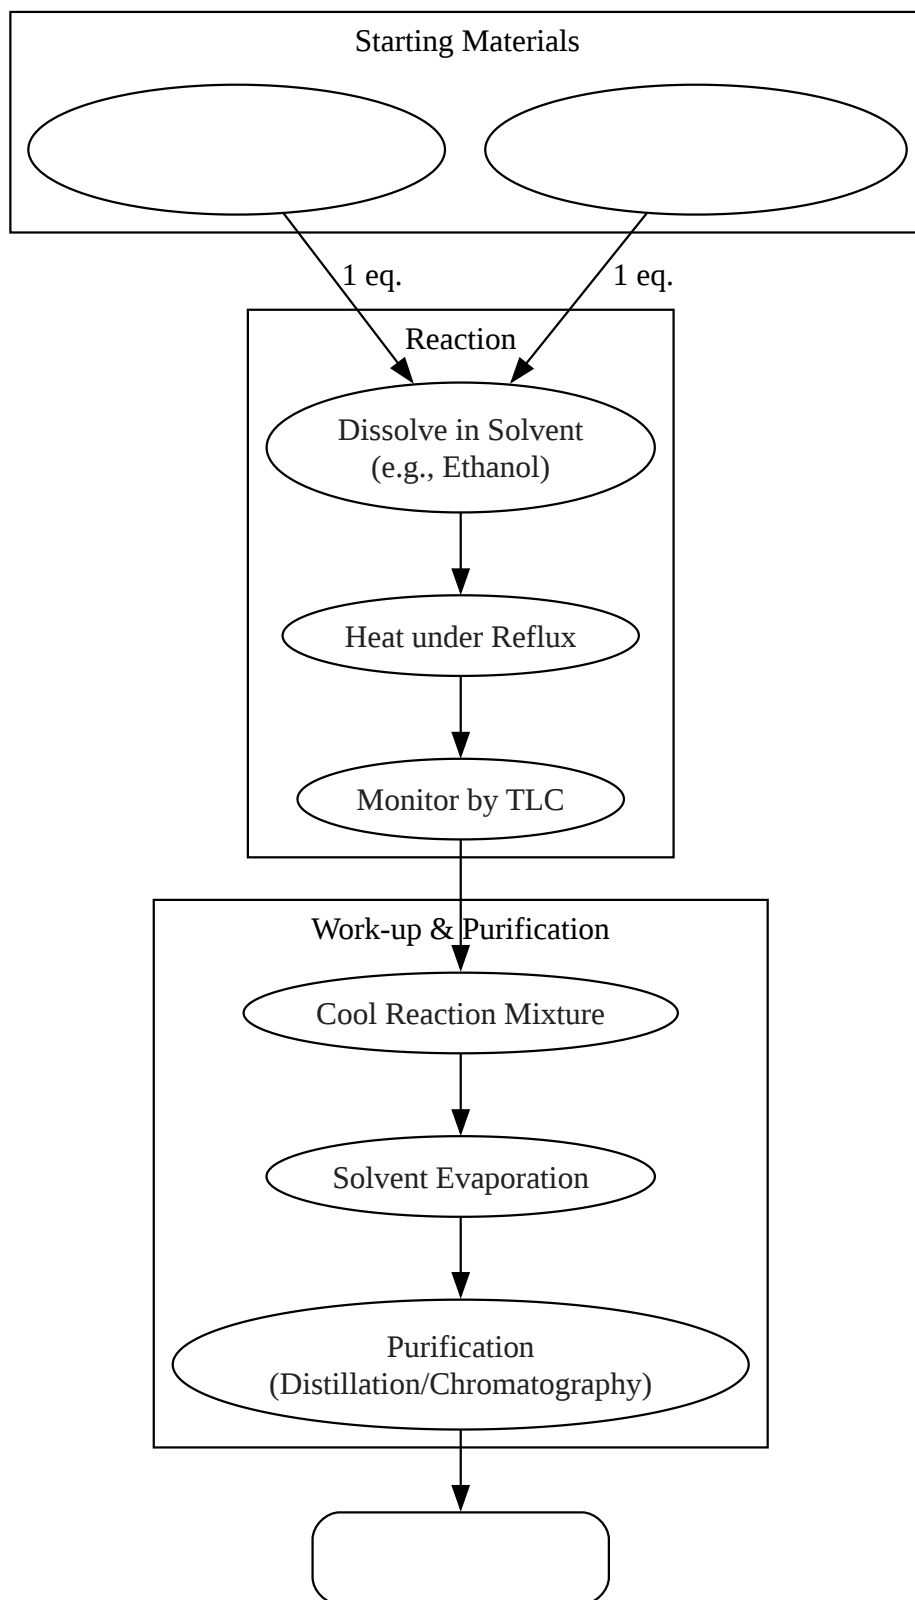 Starting Materials
1 eq.
1 eq.
Reaction
Dissolve in Solvent
(e.g., Ethanol)
Heat under Reflux
Monitor by TLC
Work-up & Purification
Cool Reaction Mixture
Solvent Evaporation
Purification
(Distillation/Chromatography)